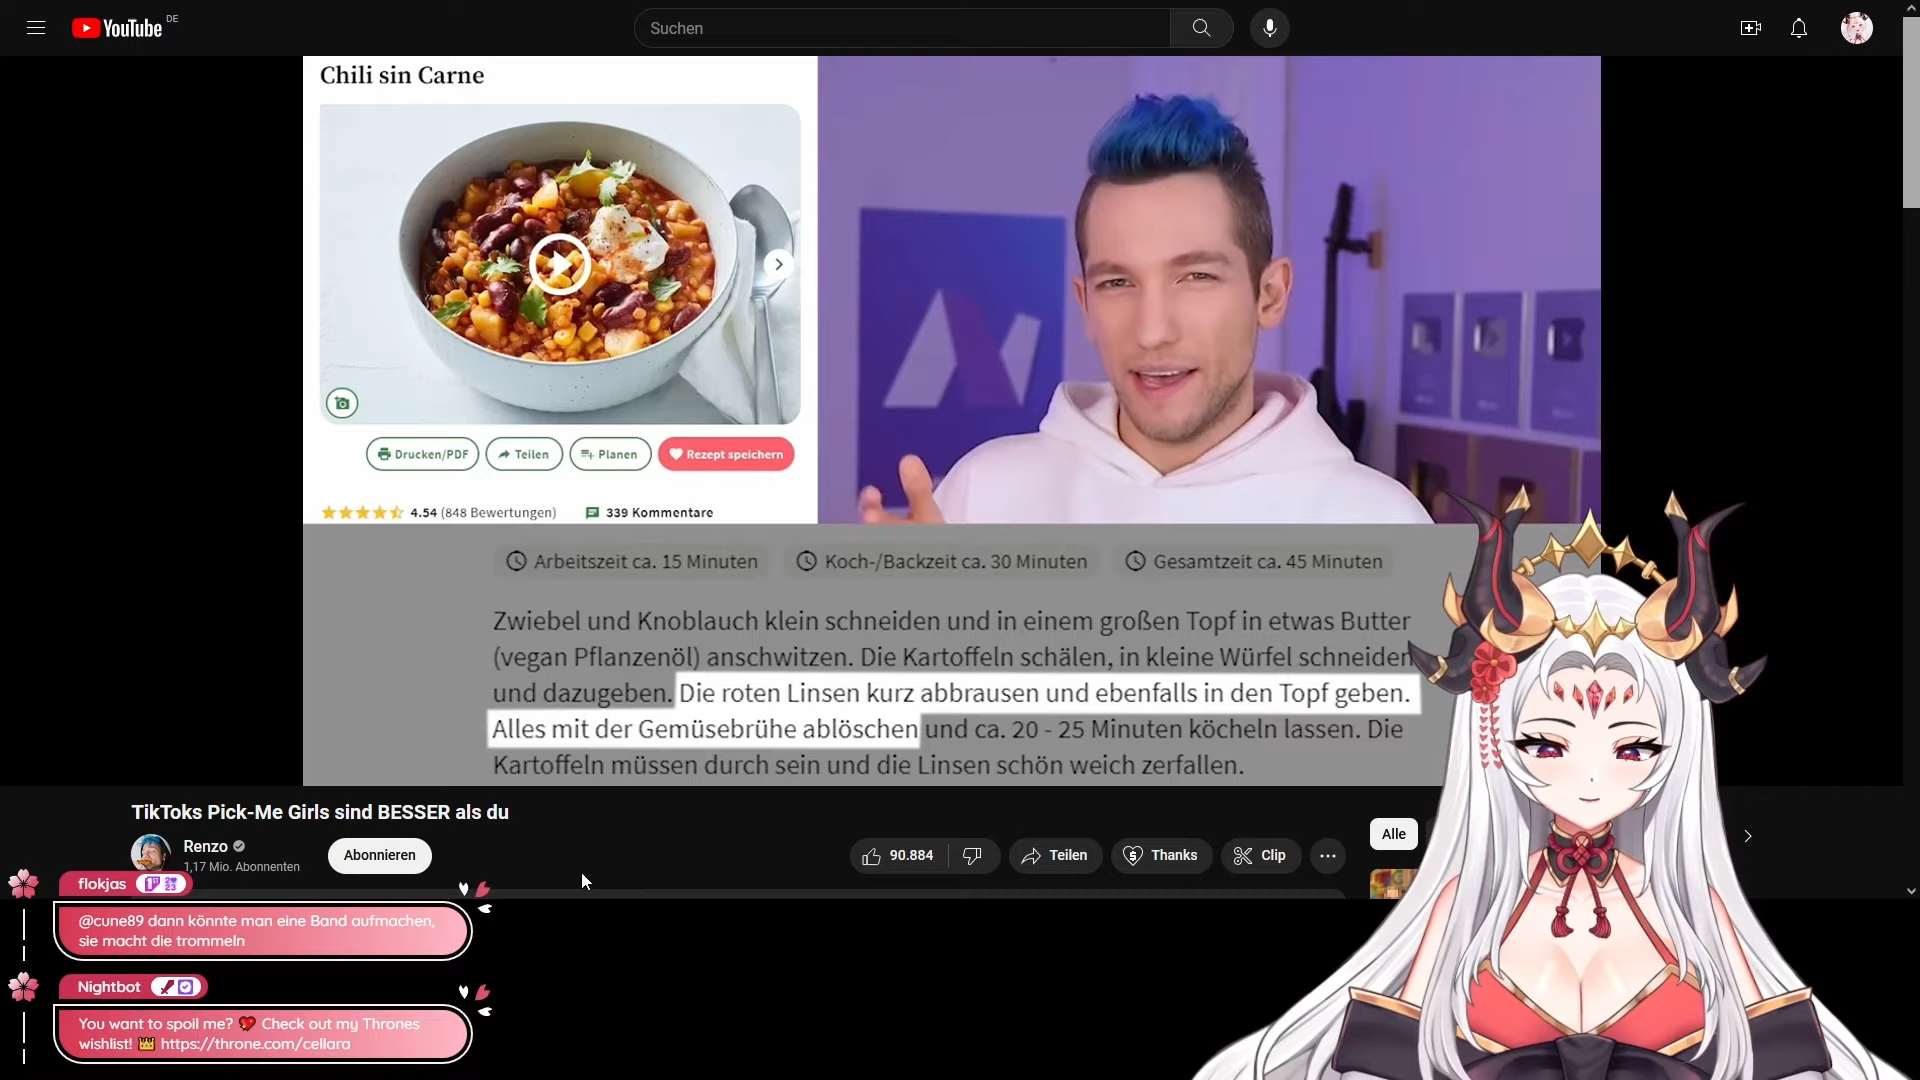 YouTube DE
Suchen
Chili sin Carne
Drucken/PDF
Teilen
Planen
Rezept speichern
4.54 (848 Bewertungen)
339 Kommentare
Arbeitszeit ca. 15 Minuten
Koch-/Backzeit ca. 30 Minuten
Gesamtzeit ca. 45 Minuten
Zwiebel und Knoblauch klein schneiden und in einem großen Topf in etwas Butter
(vegan Pflanzenöl) anschwitzen. Die Kartoffeln schälen, in kleine Würfel schneiden
und dazugeben. Die roten Linsen kurz abbrausen und ebenfalls in den Topf geben.
Alles mit der Gemüsebrühe ablöschen und ca. 20 - 25 Minuten köcheln lassen. Die
Kartoffeln müssen durch sein und die Linsen schön weich zerfallen.
TikToks Pick-Me Girls sind BESSER als du
Renzo
1,17 Mio. Abonnenten
Abonnieren
90.884
Teilen
Thanks
Clip
Alle
flokjas
@cune89 dann könnte man eine Band aufmachen,
sie macht die trommeln
Nightbot
You want to spoil me? 💖 Check out my Thrones
wishlist! 👑 https://throne.com/cellara